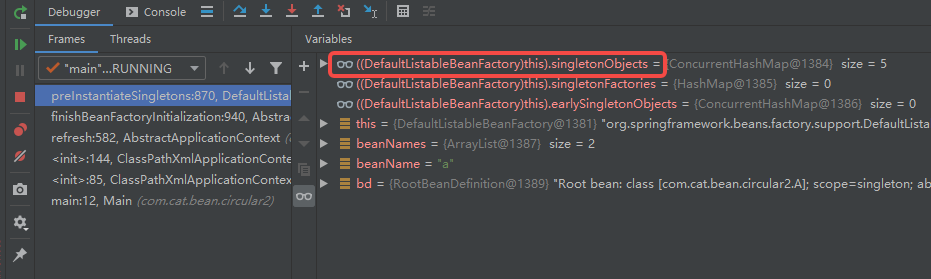 Debugger
Console
Frames
Threads
Variables
"main"...RUNNING
preInstantiateSingletons:870, DefaultListab
finishBeanFactoryInitialization:940, Abstrac
refresh:582, AbstractApplicationContext (
<init>:144, ClassPathXmlApplicationConte
<init>:85, ClassPathXmlApplicationContex
main:12, Main (com.cat.bean.circular2)
((DefaultListableBeanFactory)this).singletonObjects = {ConcurrentHashMap@1384} size = 5
((DefaultListableBeanFactory)this).singletonFactories = {HashMap@1385} size = 0
((DefaultListableBeanFactory)this).earlySingletonObjects = {ConcurrentHashMap@1386} size = 0
this = {DefaultListableBeanFactory@1381} "org.springframework.beans.factory.support.DefaultLista
beanNames = {ArrayList@1387} size = 2
beanName = "a"
bd = {RootBeanDefinition@1389} "Root bean: class [com.cat.bean.circular2.A]; scope=singleton; ab